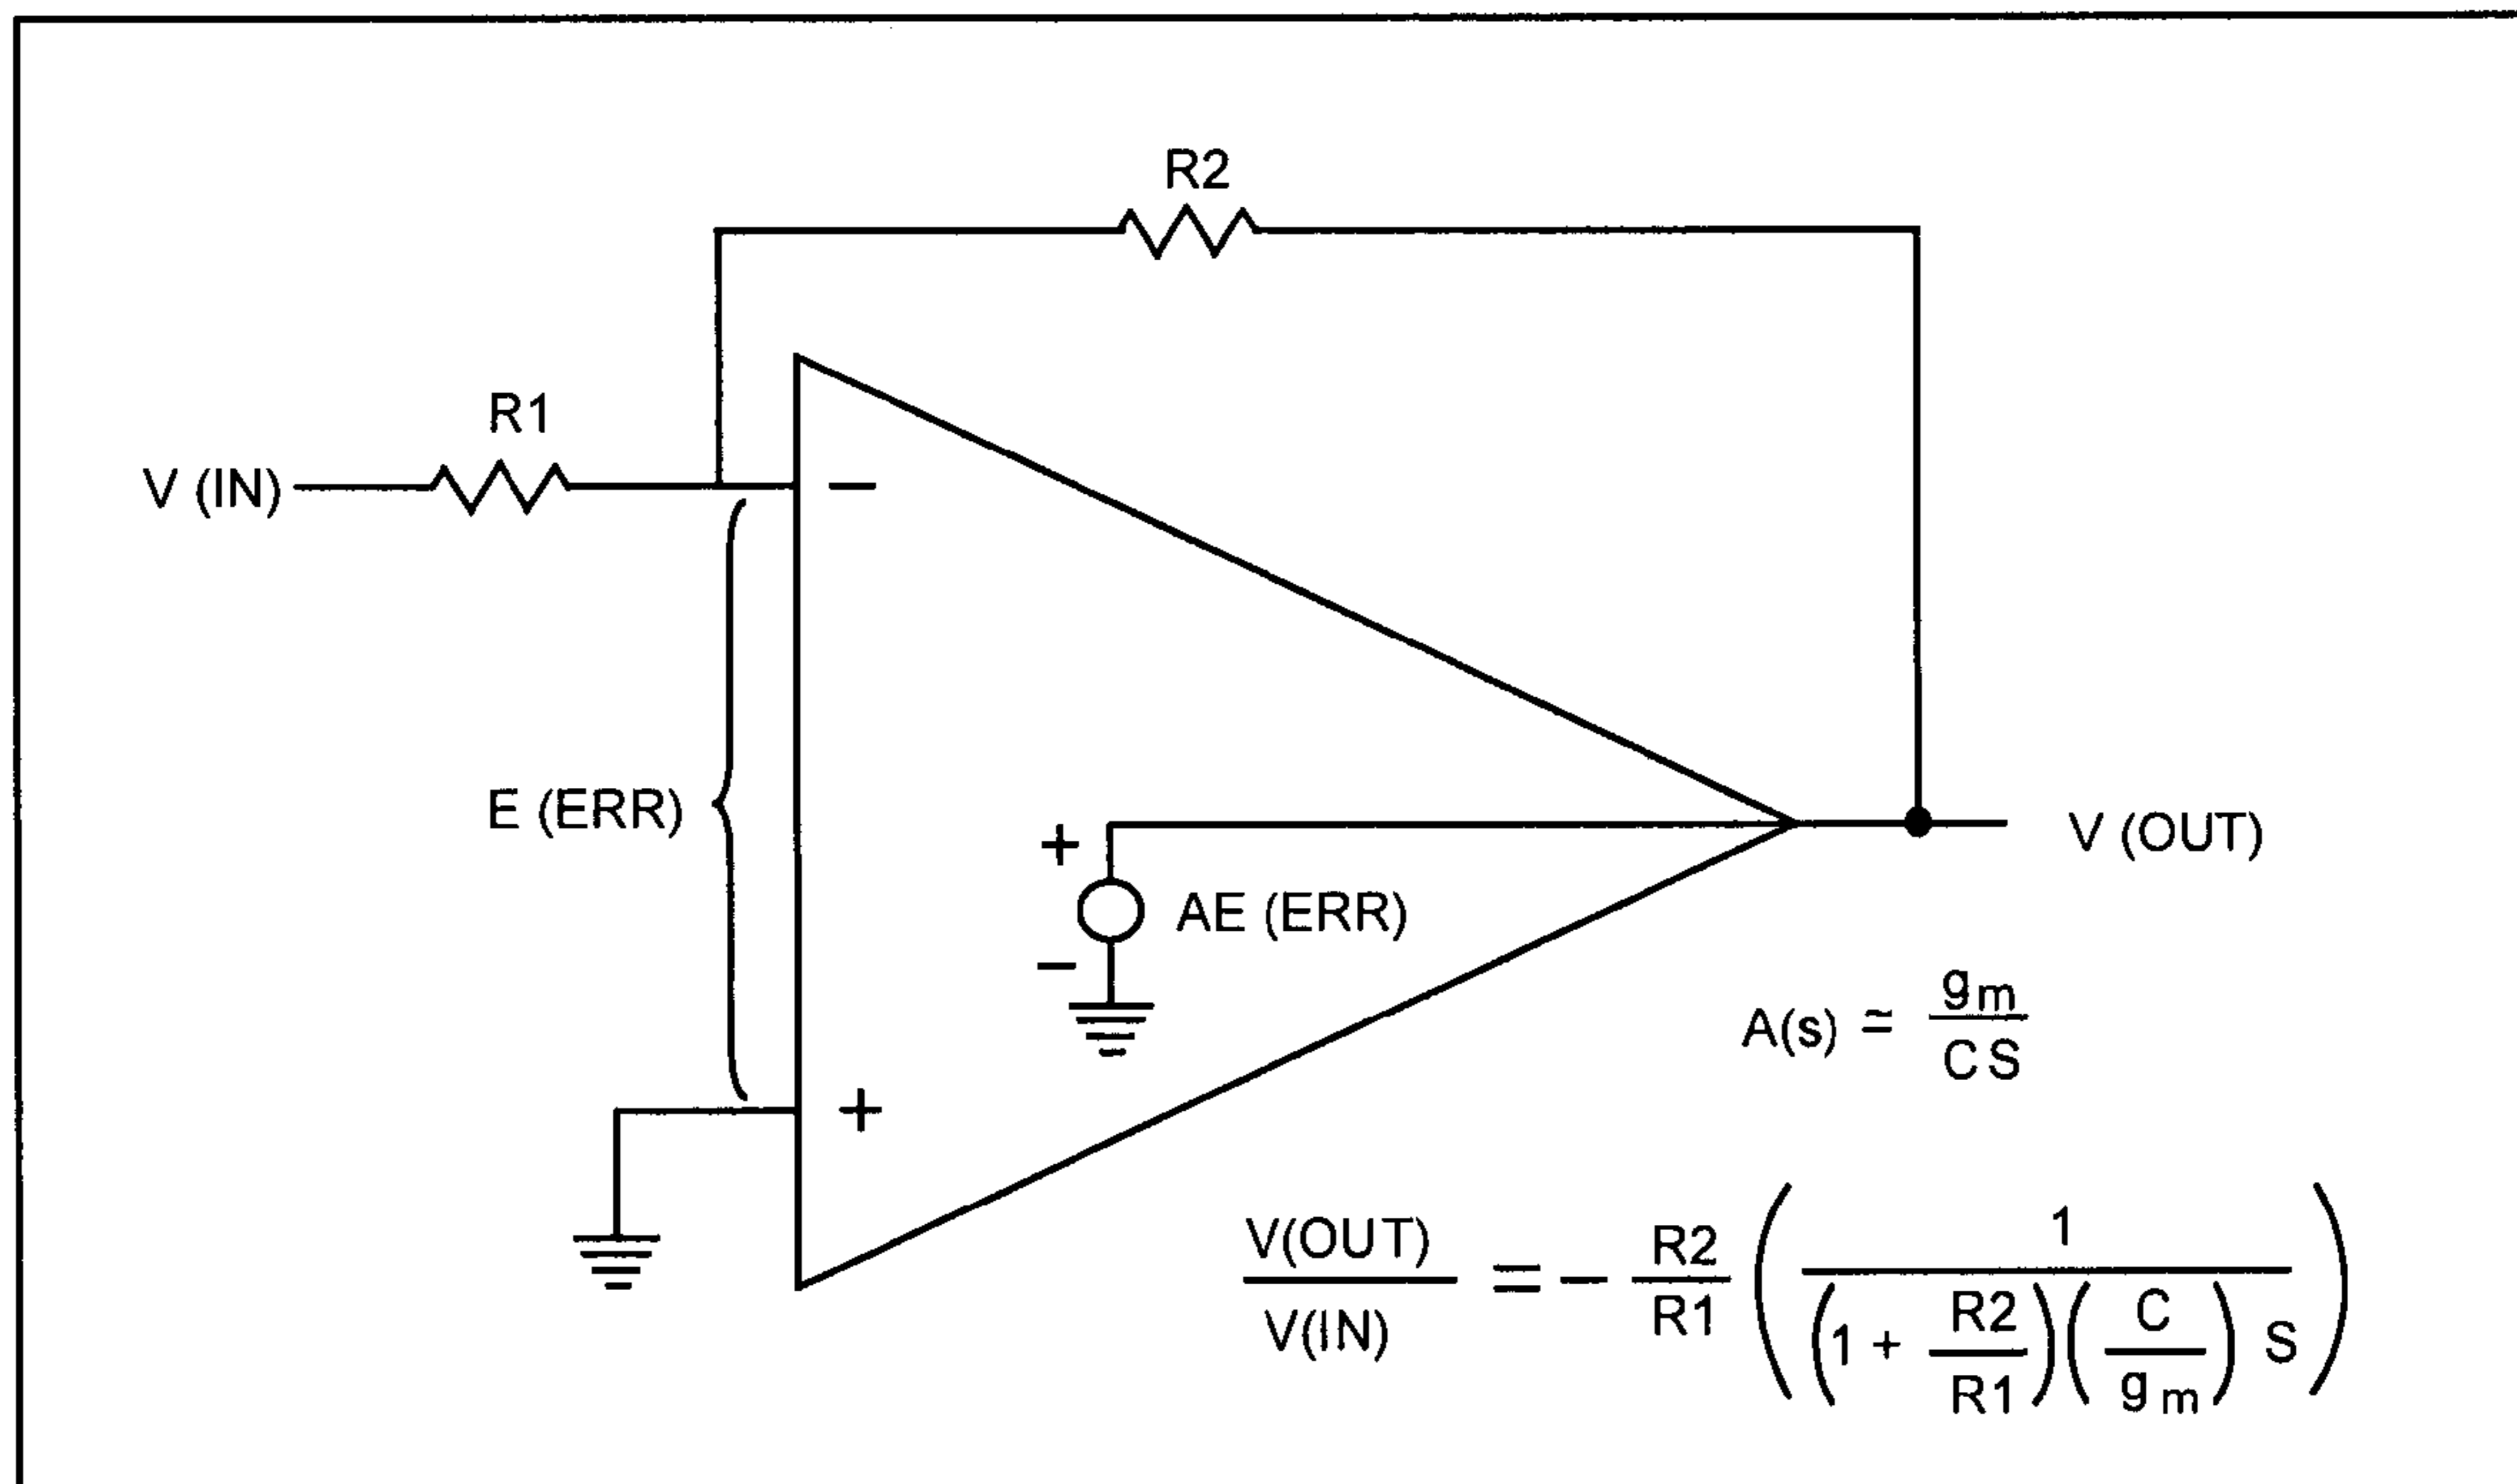 R2
R1
V (IN)
−
E (ERR)
+
AE (ERR)
−
V (OUT)
+
A(s) ≅ gm / CS
V(OUT) / V(IN) = − R2 / R1 ( 1 / (1 + R2 / R1)(C / gm) S )